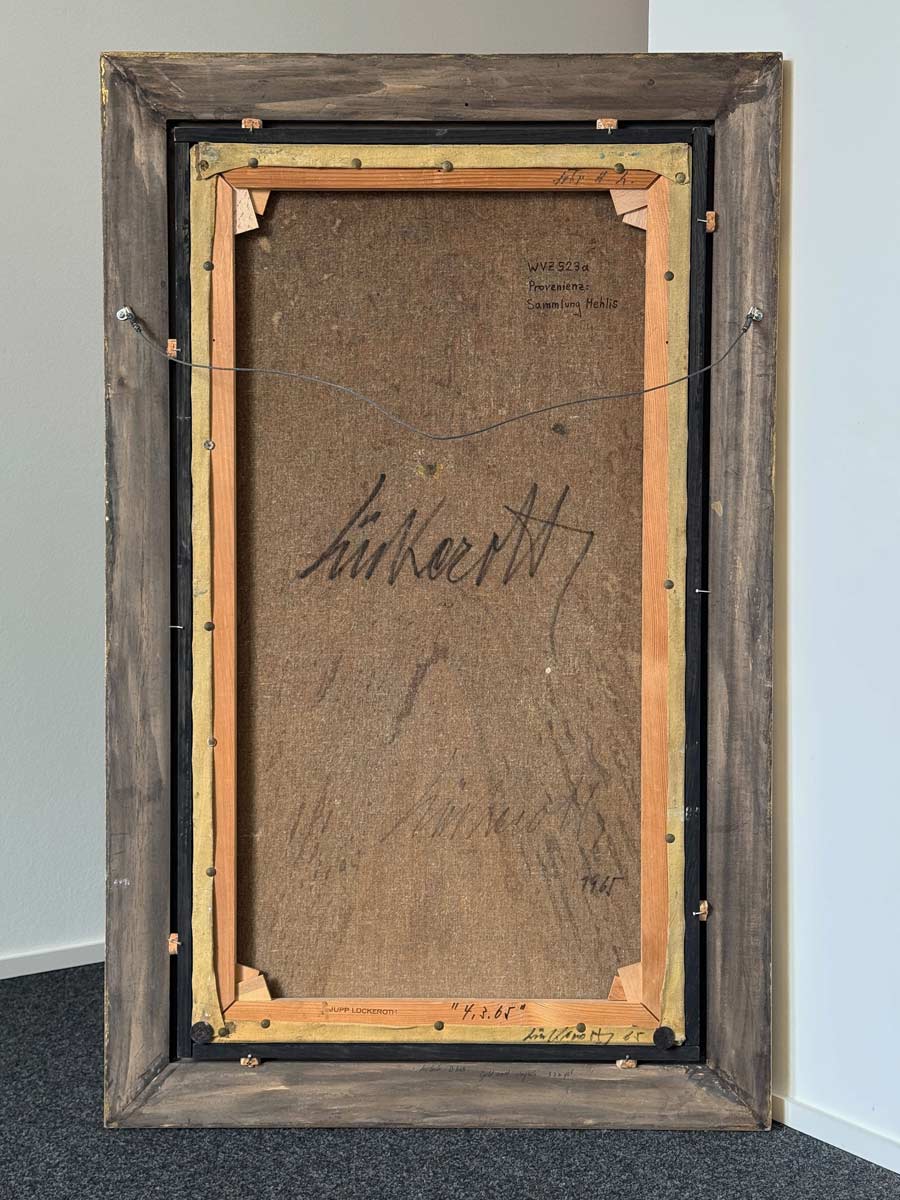 WVZ 523a
Provenienz:
Sammlung Hehlis
Lückeroth
Lückeroth
1965
JUPP LÜCKEROTH
"4.3.65"
Lückeroth 65